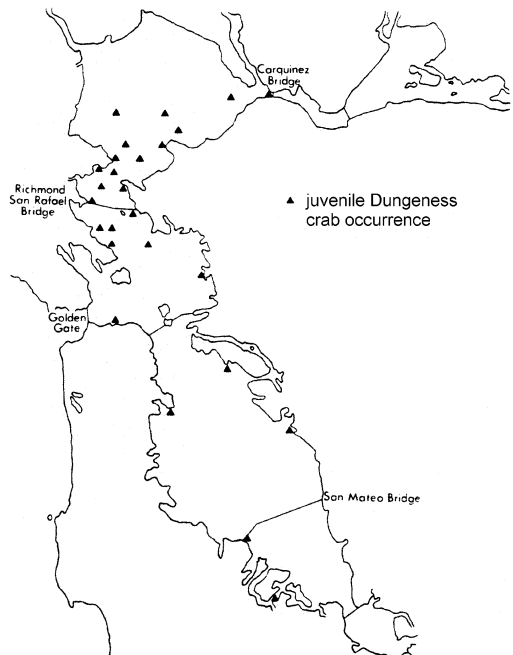 Carquinez
Bridge
Richmond
San Rafael
Bridge
juvenile Dungeness
crab occurrence
Golden
Gate
San Mateo Bridge